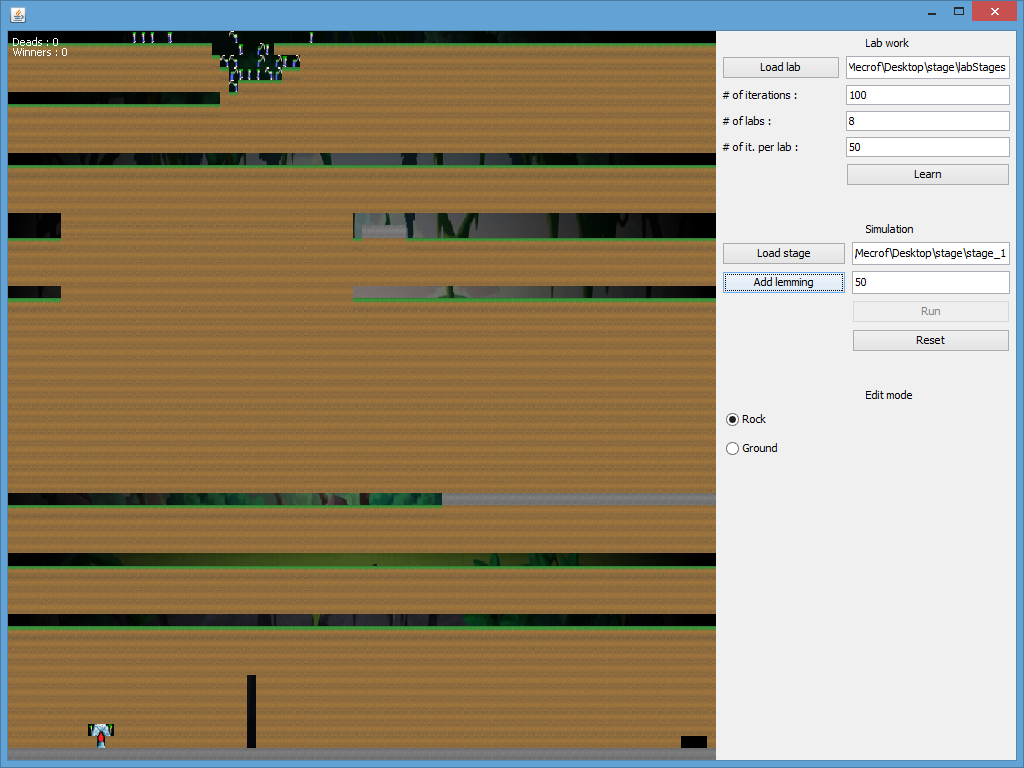 Deads : 0
Winners : 0
Lab work
Load lab
Mecrof\Desktop\stage\labStages
# of iterations :
100
# of labs :
8
# of it. per lab :
50
Learn
Simulation
Load stage
Mecrof\Desktop\stage\stage_1
Add lemming
50
Run
Reset
Edit mode
Rock
Ground